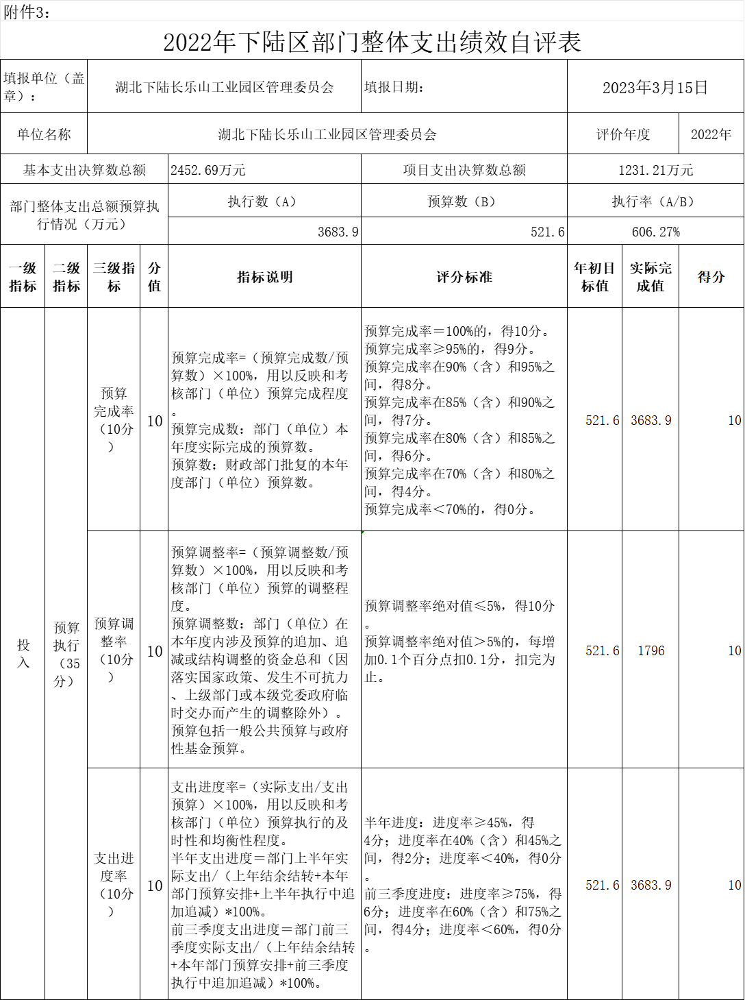 附件3：
2022年下陆区部门整体支出绩效自评表
填报单位（盖
章）：
湖北下陆长乐山工业园区管理委员会
填报日期：
2023年3月15日
单位名称
湖北下陆长乐山工业园区管理委员会
评价年度
2022年
基本支出决算数总额
2452.69万元
项目支出决算数总额
1231.21万元
部门整体支出总额预算执
行情况（万元）
执行数（A）
预算数（B）
执行率（A/B）
3683.9
521.6
606.27%
一级
指标
二级
指标
三级指
标
分
值
指标说明
评分标准
年初目
标值
实际完
成值
得分
投
入
预算
执行
（35
分）
预算
完成率
（10分
）
10
预算完成率=（预算完成数/预
算数）×100%，用以反映和考
核部门（单位）预算完成程度
。
预算完成数：部门（单位）本
年度实际完成的预算数。
预算数：财政部门批复的本年
度部门（单位）预算数。
预算完成率＝100%的，得10分。
预算完成率≥95%的，得9分。
预算完成率在90%（含）和95%之
间，得8分。
预算完成率在85%（含）和90%之
间，得7分。
预算完成率在80%（含）和85%之
间，得6分。
预算完成率在70%（含）和80%之
间，得4分。
预算完成率＜70%的，得0分。
521.6
3683.9
10
预算调
整率
（10分
）
10
预算调整率=（预算调整数/预
算数）×100%，用以反映和考
核部门（单位）预算的调整程
度。
预算调整数：部门（单位）在
本年度内涉及预算的追加、追
减或结构调整的资金总和（因
落实国家政策、发生不可抗力
、上级部门或本级党委政府临
时交办而产生的调整除外）。
预算包括一般公共预算与政府
性基金预算。
预算调整率绝对值≤5%，得10分
。
预算调整率绝对值＞5%的，每增
加0.1个百分点扣0.1分，扣完为
止。
521.6
1796
10
支出进
度率
（10分
）
10
支出进度率=（实际支出/支出
预算）×100%，用以反映和考
核部门（单位）预算执行的及
时性和均衡性程度。
半年支出进度＝部门上半年实
际支出/（上年结余结转+本年
部门预算安排+上半年执行中追
加追减）*100%。
前三季度支出进度＝部门前三
季度实际支出/（上年结余结转
+本年部门预算安排+前三季度
执行中追加追减）*100%。
半年进度：进度率≥45%，得
4分；进度率在40%（含）和45%之
间，得2分；进度率＜40%，得0分
。
前三季度进度：进度率≥75%，得
6分；进度率在60%（含）和75%之
间，得4分；进度率＜60%，得0分
。
521.6
3683.9
10